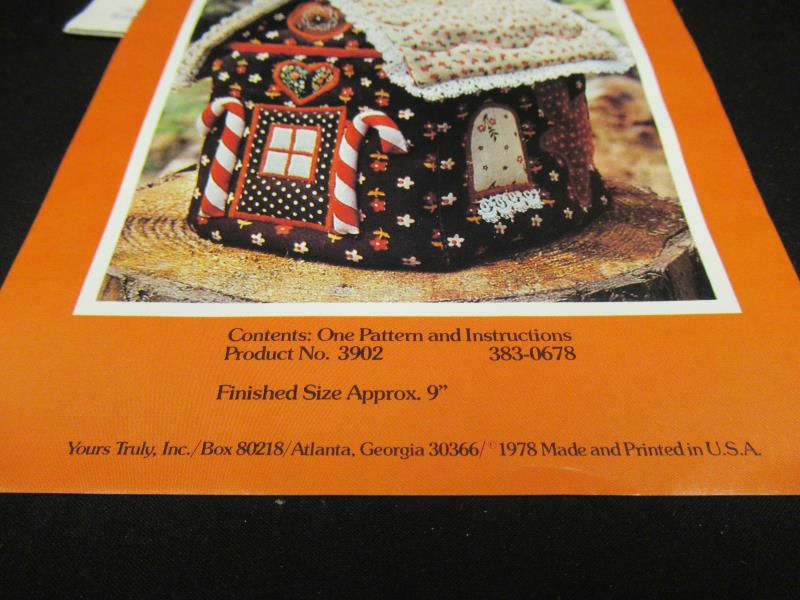 Contents: One Pattern and Instructions
Product No. 3902 383-0678
Finished Size Approx. 9”
Yours Truly, Inc./Box 80218/Atlanta, Georgia 30366/©1978 Made and Printed in U.S.A.